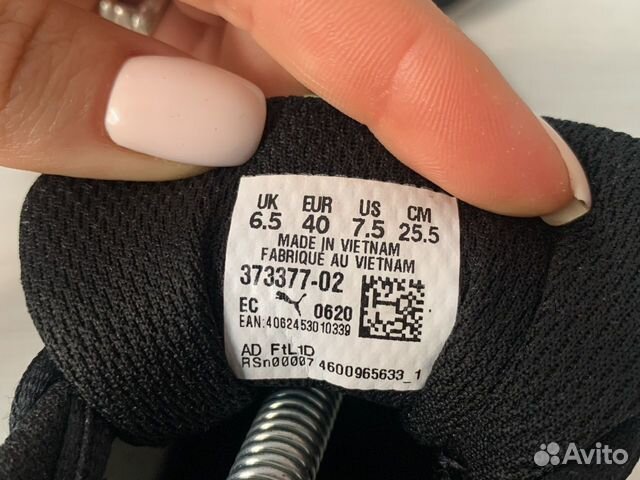 UK EUR US CM
6.5 40 7.5 25.5
MADE IN VIETNAM
FABRIQUÉ AU VIETNAM
373377-02
EC 0620
EAN:4062453010339
AD FtL1D
RSn00007 4600965633_1
Avito